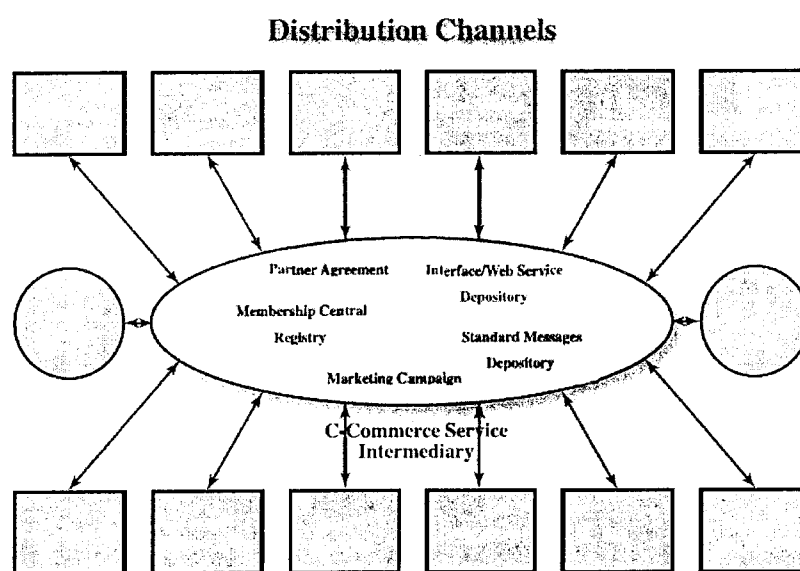 Distribution Channels
Partner Agreement
Interface/Web Service
Depository
Membership Central
Registry
Standard Messages
Depository
Marketing Campaign
C-Commerce Service
Intermediary